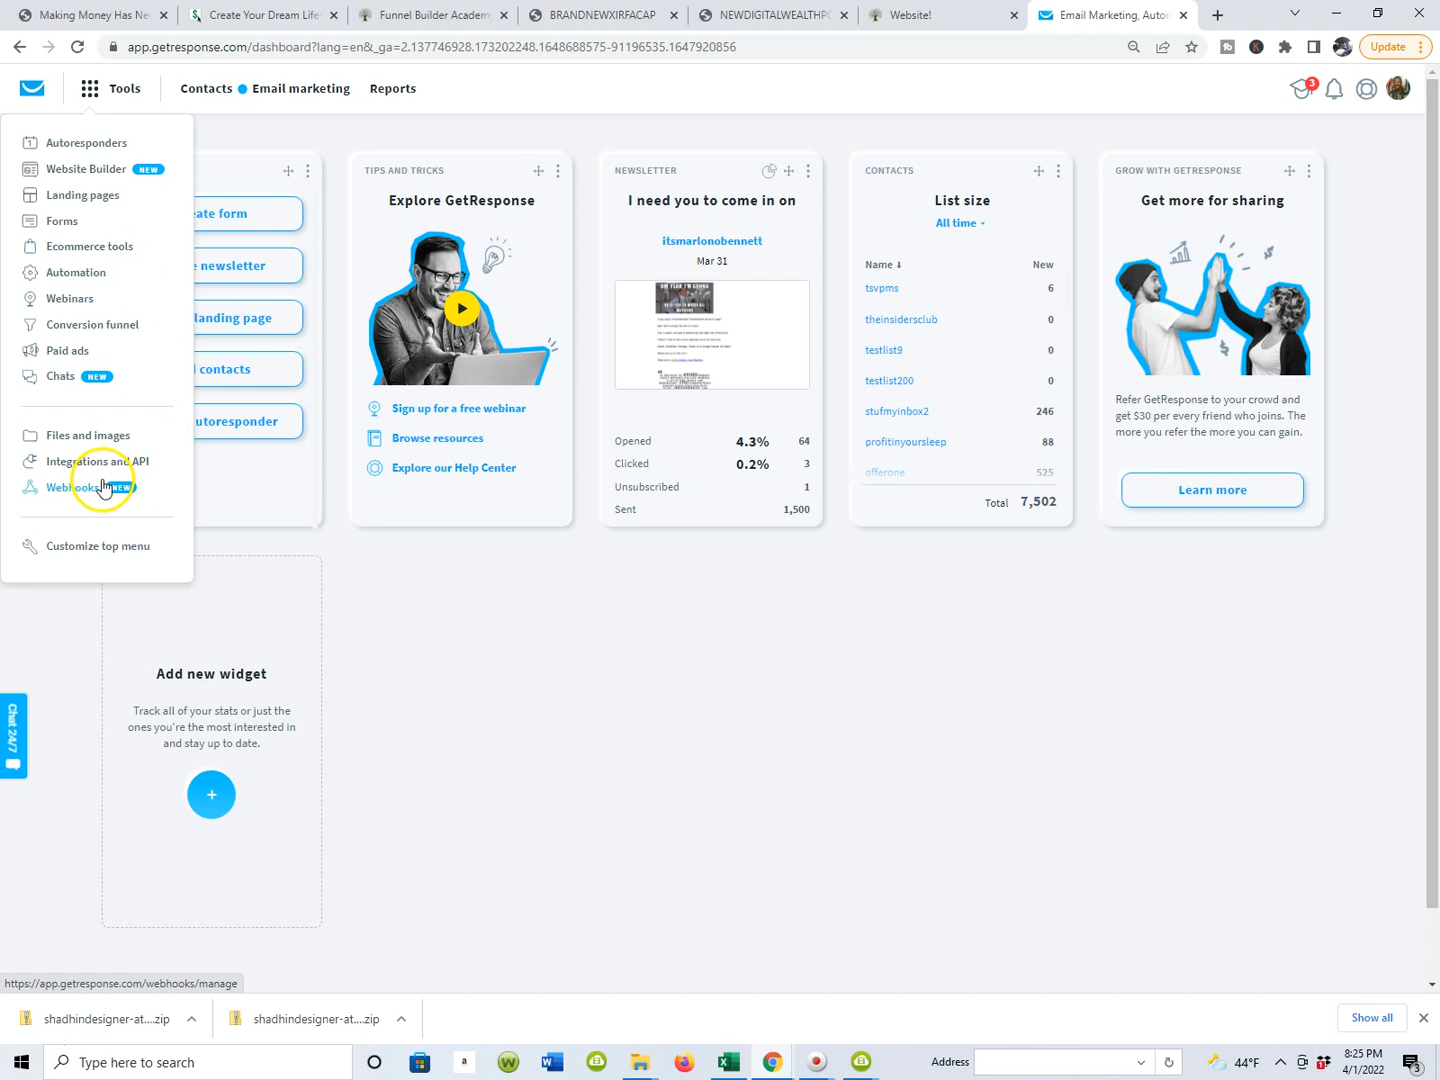 Making Money Has Ne
Create Your Dream Life
Funnel Builder Academ
BRANDNEWXIRFACAP
NEWDIGITALWEALTHPO
Website!
Email Marketing, Auton
app.getresponse.com/dashboard?lang=en&_ga=2.137746928.173202248.1648688575-91196535.1647920856
Update
Tools
Contacts
Email marketing
Reports
3
Autoresponders
Website Builder NEW
Landing pages
Forms
Ecommerce tools
Automation
Webinars
Conversion funnel
Paid ads
Chats NEW
Files and images
Integrations and API
Webhooks NEW
Customize top menu
eate form
e newsletter
landing page
d contacts
utoresponder
TIPS AND TRICKS
Explore GetResponse
Sign up for a free webinar
Browse resources
Explore our Help Center
NEWSLETTER
I need you to come in on
itsmarlonobennett
Mar 31
Opened 4.3% 64
Clicked 0.2% 3
Unsubscribed 1
Sent 1,500
CONTACTS
List size
All time
Name New
tsvpms 6
theinsidersclub 0
testlist9 0
testlist200 0
stufmyinbox2 246
profitinyoursleep 88
offerone 525
Total 7,502
GROW WITH GETRESPONSE
Get more for sharing
Refer GetResponse to your crowd and
get $30 per every friend who joins. The
more you refer the more you can gain.
Learn more
Add new widget
Track all of your stats or just the
ones you're the most interested in
and stay up to date.
Chat 24/7
https://app.getresponse.com/webhooks/manage
shadhindesigner-at....zip
shadhindesigner-at....zip
Show all
Type here to search
Address
44°F
8:25 PM
4/1/2022
3